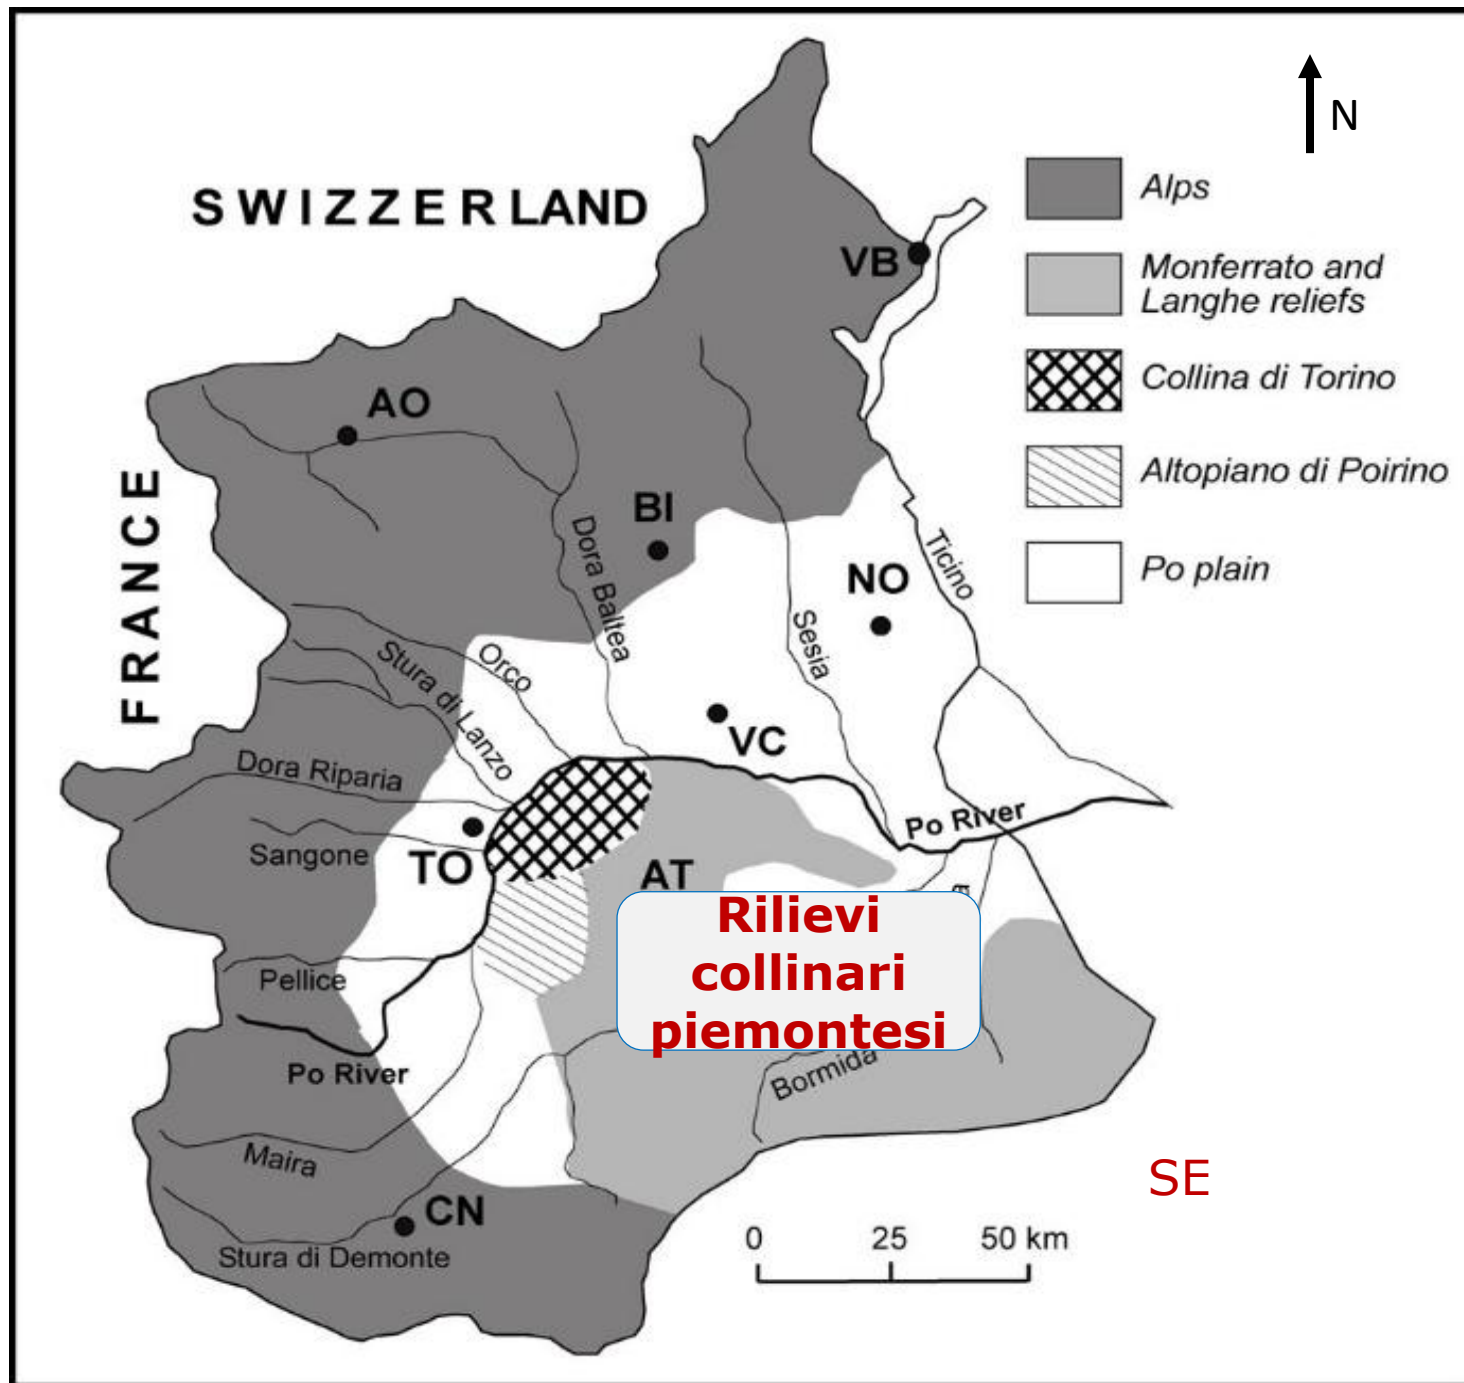 N
SWIZZERLAND
Alps
VB
Monferrato and
Langhe reliefs
Collina di Torino
AO
Altopiano di Poirino
FRANCE
BI
Dora Baltea
Ticino
NO
Po plain
Sesia
Orco
Stura di Lanzo
VC
Dora Riparia
Po River
Sangone
TO
AT
Rilievi
collinari
piemontesi
Pellice
Po River
Bormida
Maira
SE
CN
Stura di Demonte
0 25 50 km